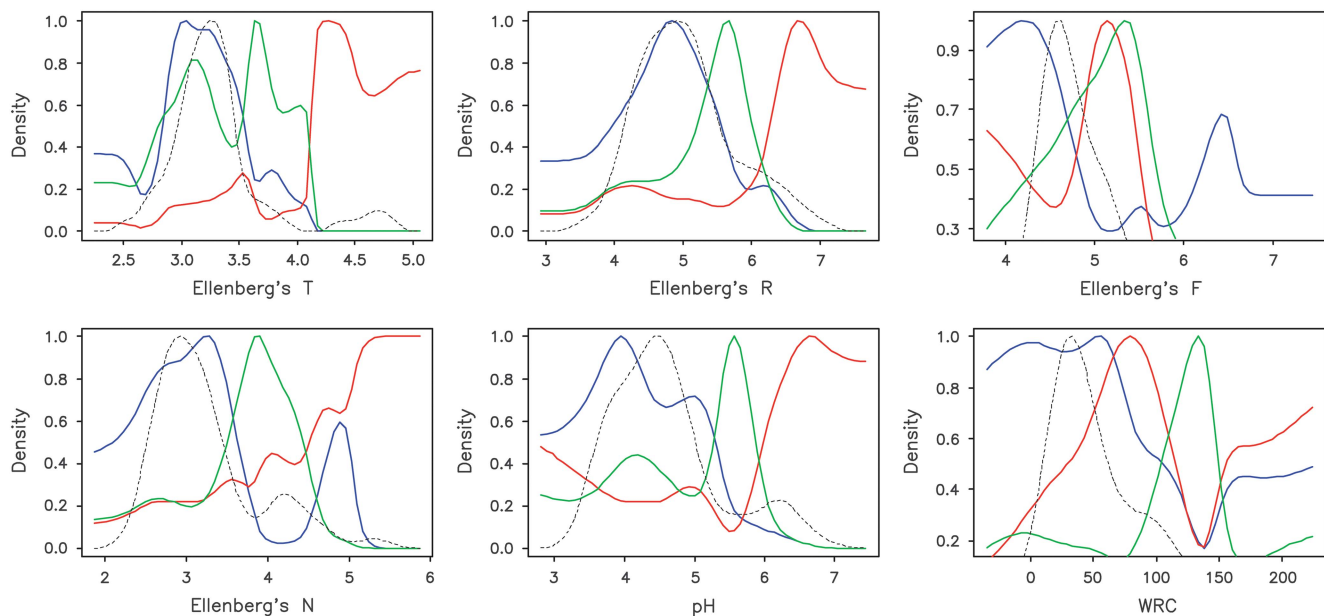 1.0
0.8
0.6
0.4
0.2
0.0
Density
2.5 3.0 3.5 4.0 4.5 5.0
Ellenberg's T
1.0
0.8
0.6
0.4
0.2
0.0
Density
3 4 5 6 7
Ellenberg's R
0.9
0.7
0.5
0.3
Density
4 5 6 7
Ellenberg's F
1.0
0.8
0.6
0.4
0.2
0.0
Density
2 3 4 5 6
Ellenberg's N
1.0
0.8
0.6
0.4
0.2
0.0
Density
3 4 5 6 7
pH
1.0
0.8
0.6
0.4
0.2
Density
0 50 100 150 200
WRC